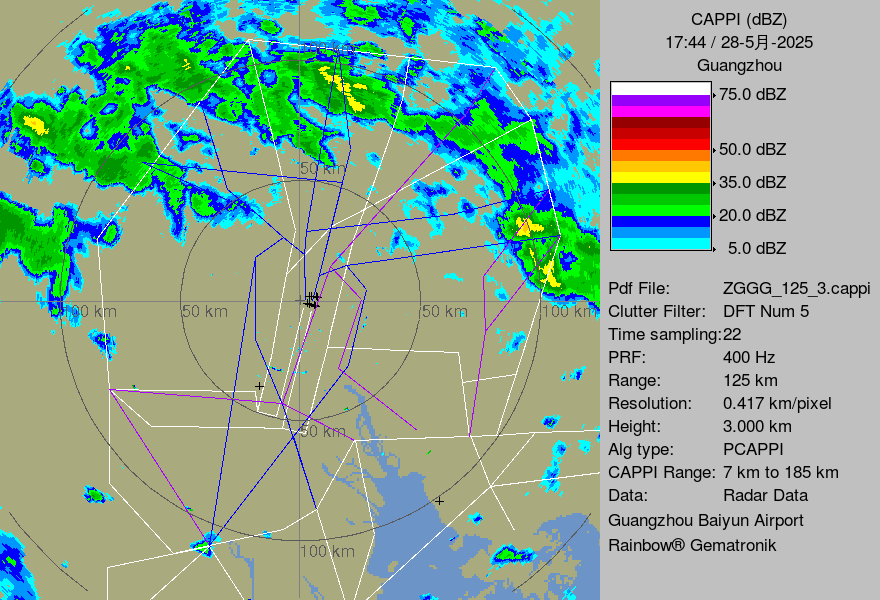 CAPPI (dBZ)
17:44 / 28-5月-2025
Guangzhou
75.0 dBZ
50.0 dBZ
35.0 dBZ
20.0 dBZ
5.0 dBZ
Pdf File: ZGGG_125_3.cappi
Clutter Filter: DFT Num 5
Time sampling:22
PRF: 400 Hz
Range: 125 km
Resolution: 0.417 km/pixel
Height: 3.000 km
Alg type: PCAPPI
CAPPI Range: 7 km to 185 km
Data: Radar Data
Guangzhou Baiyun Airport
Rainbow® Gematronik
50 km
100 km
50 km
50 km
100 km
50 km
100 km